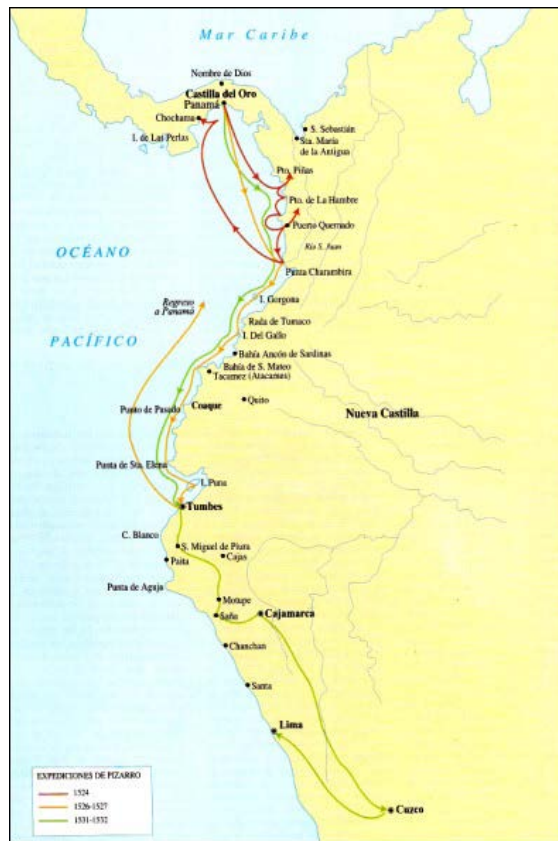 Mar Caribe
Nombre de Dios
Castilla del Oro
Panamá
Chochama
I. de Las Perlas
S. Sebastián
Sta. María
de la Antigua
Pto. Piñas
Pto. de La Hambre
Puerto Quemado
Río S. Juan
OCÉANO
Punta Charambira
Regreso
a Panamá
I. Gorgona
PACÍFICO
Rada de Tumaco
I. Del Gallo
Bahía Ancón de Sardinas
Bahía de S. Mateo
Tacamez (Atacames)
Quito
Punto de Pasado
Coaque
Nueva Castilla
Punta de Sta. Elena
I. Puna
Tumbes
C. Blanco
S. Miguel de Piura
Cajas
Paita
Punta de Aguja
Motupe
Cajamarca
Saña
Chanchan
Santa
Lima
EXPEDICIONES DE PIZARRO
1524
1526-1527
1531-1532
Cuzco